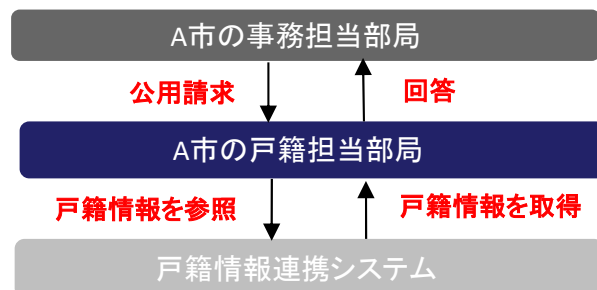 A市の事務担当部局
公用請求
回答
A市の戸籍担当部局
戸籍情報を参照
戸籍情報を取得
戸籍情報連携システム